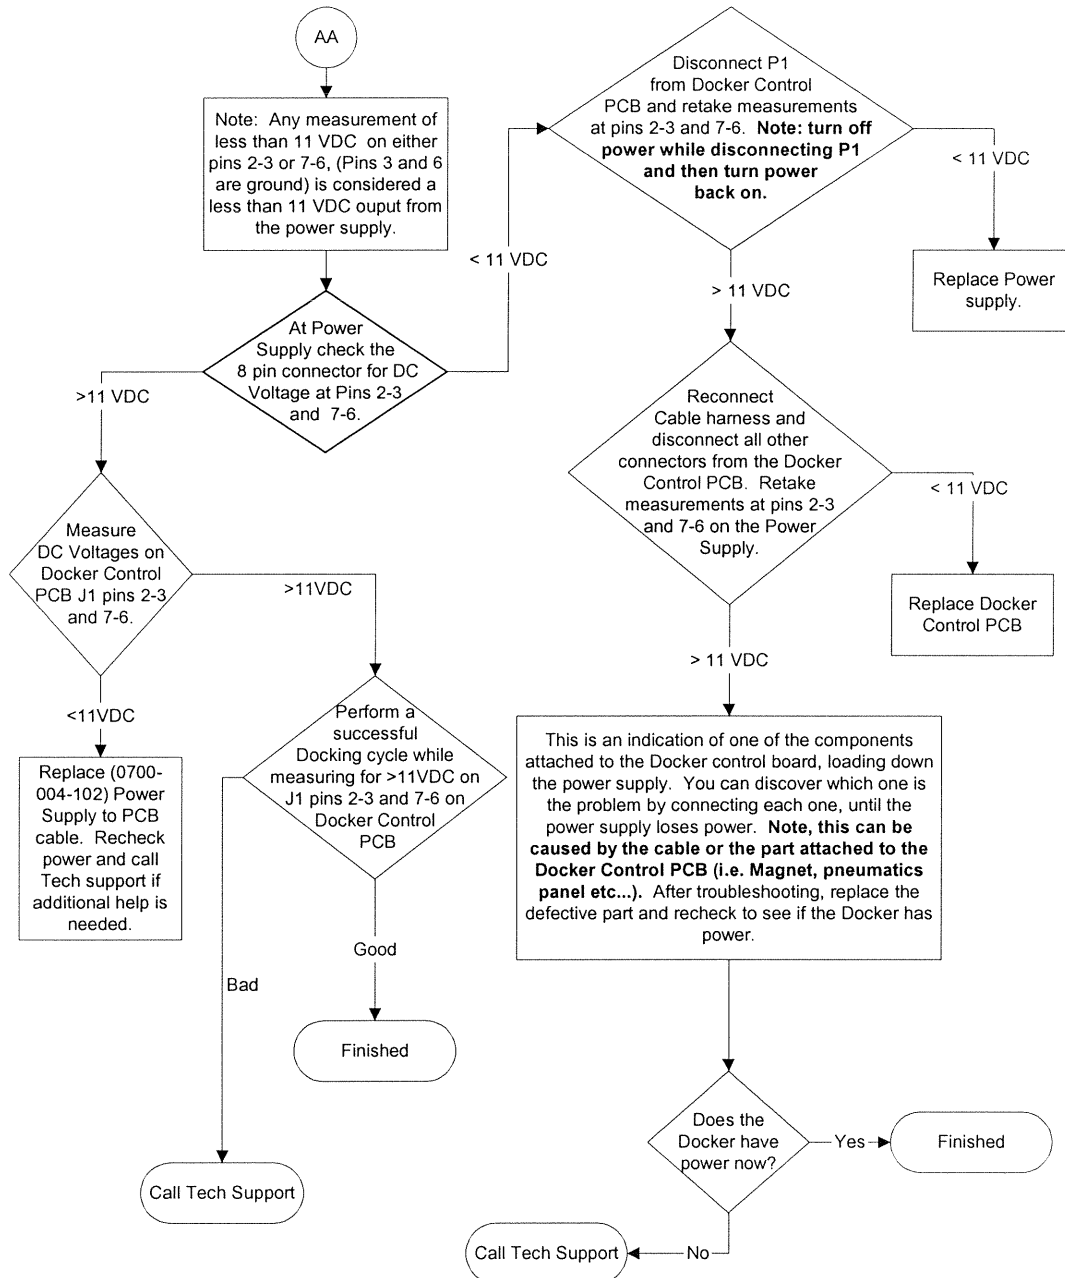 AA
Note: Any measurement of
less than 11 VDC on either
pins 2-3 or 7-6, (Pins 3 and 6
are ground) is considered a
less than 11 VDC ouput from
the power supply.
At Power
Supply check the
8 pin connector for DC
Voltage at Pins 2-3
and 7-6.
>11 VDC
< 11 VDC
Measure
DC Voltages on
Docker Control
PCB J1 pins 2-3
and 7-6.
>11VDC
<11VDC
Replace (0700-
004-102) Power
Supply to PCB
cable. Recheck
power and call
Tech support if
additional help is
needed.
Perform a
successful
Docking cycle while
measuring for >11VDC on
J1 pins 2-3 and 7-6 on
Docker Control
PCB
Good
Bad
Finished
Call Tech Support
Disconnect P1
from Docker Control
PCB and retake measurements
at pins 2-3 and 7-6. Note: turn off
power while disconnecting P1
and then turn power
back on.
< 11 VDC
Replace Power
supply.
> 11 VDC
Reconnect
Cable harness and
disconnect all other
connectors from the Docker
Control PCB. Retake
measurements at pins 2-3
and 7-6 on the Power
Supply.
< 11 VDC
Replace Docker
Control PCB
> 11 VDC
This is an indication of one of the components
attached to the Docker control board, loading down
the power supply. You can discover which one is
the problem by connecting each one, until the
power supply loses power. Note, this can be
caused by the cable or the part attached to the
Docker Control PCB (i.e. Magnet, pneumatics
panel etc...). After troubleshooting, replace the
defective part and recheck to see if the Docker has
power.
Does the
Docker have
power now?
Yes
Finished
No
Call Tech Support